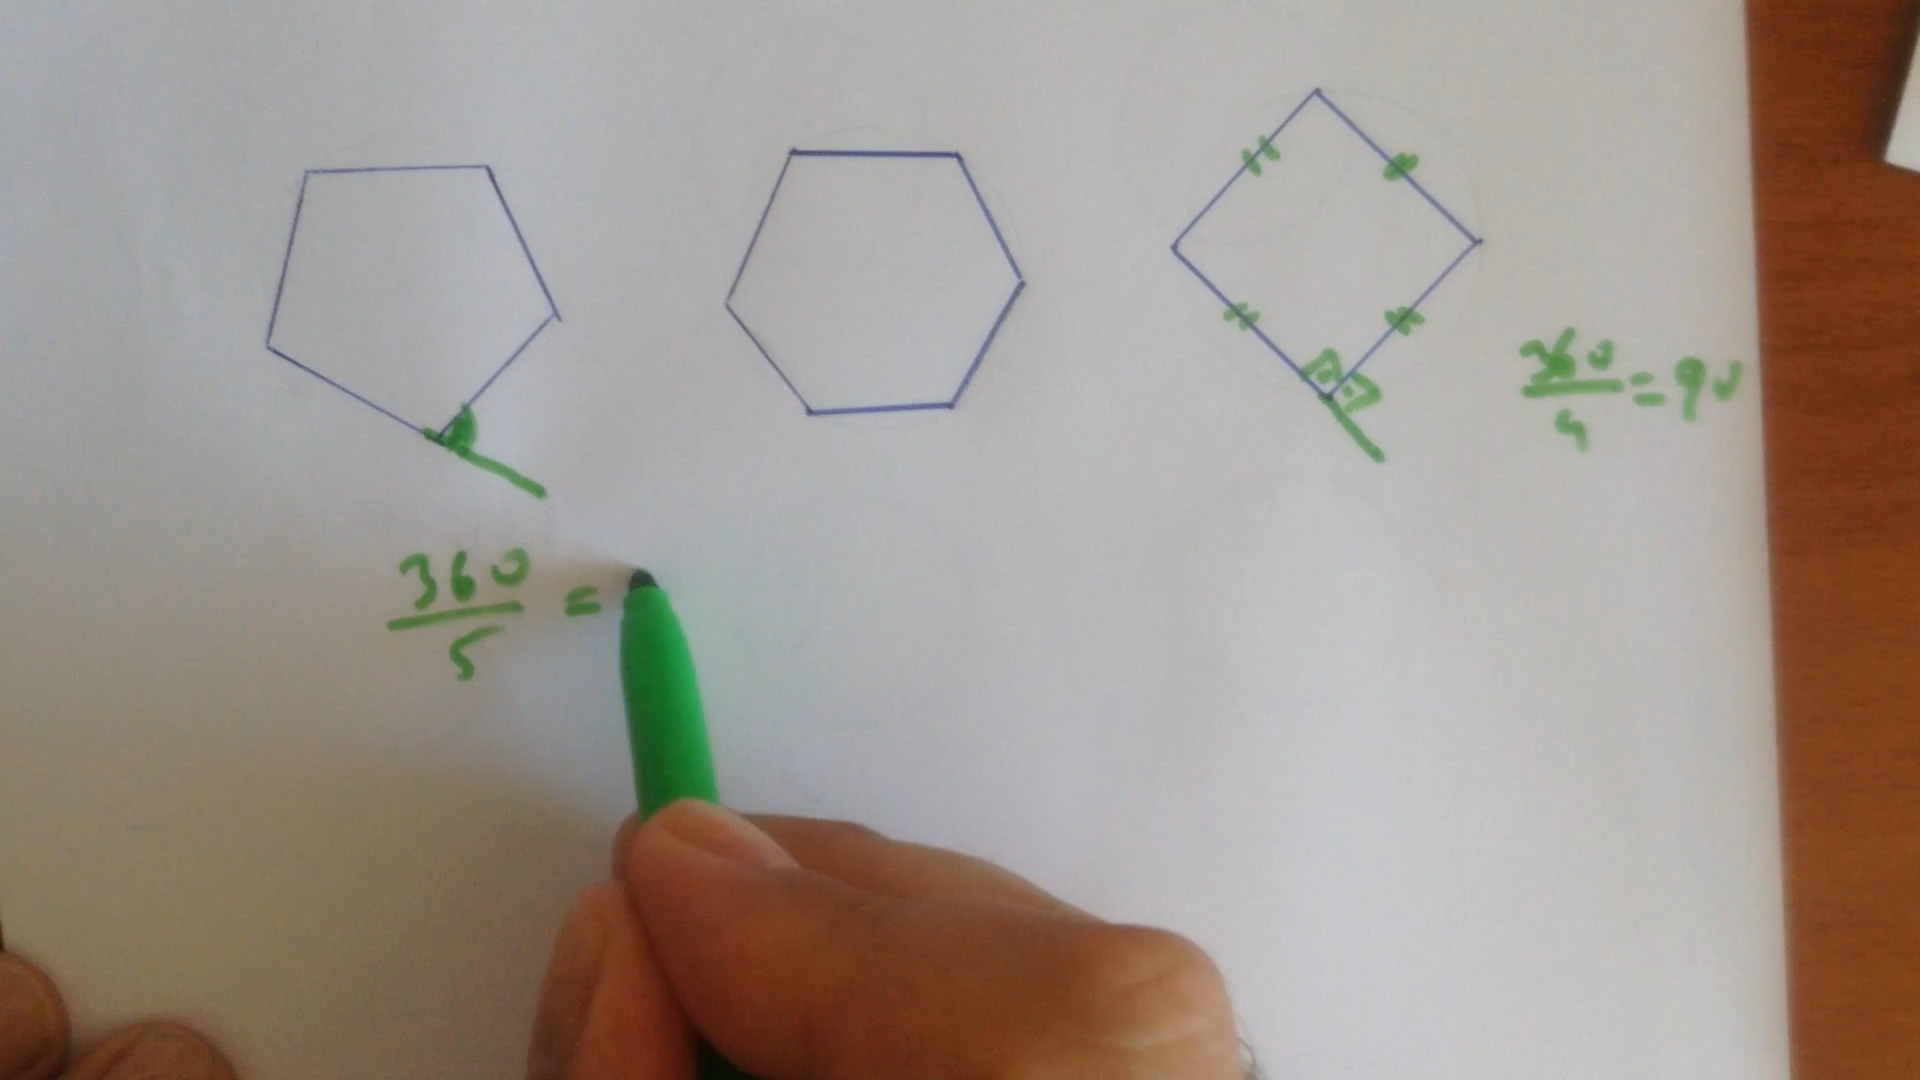 360/4 = 90
360/5 =